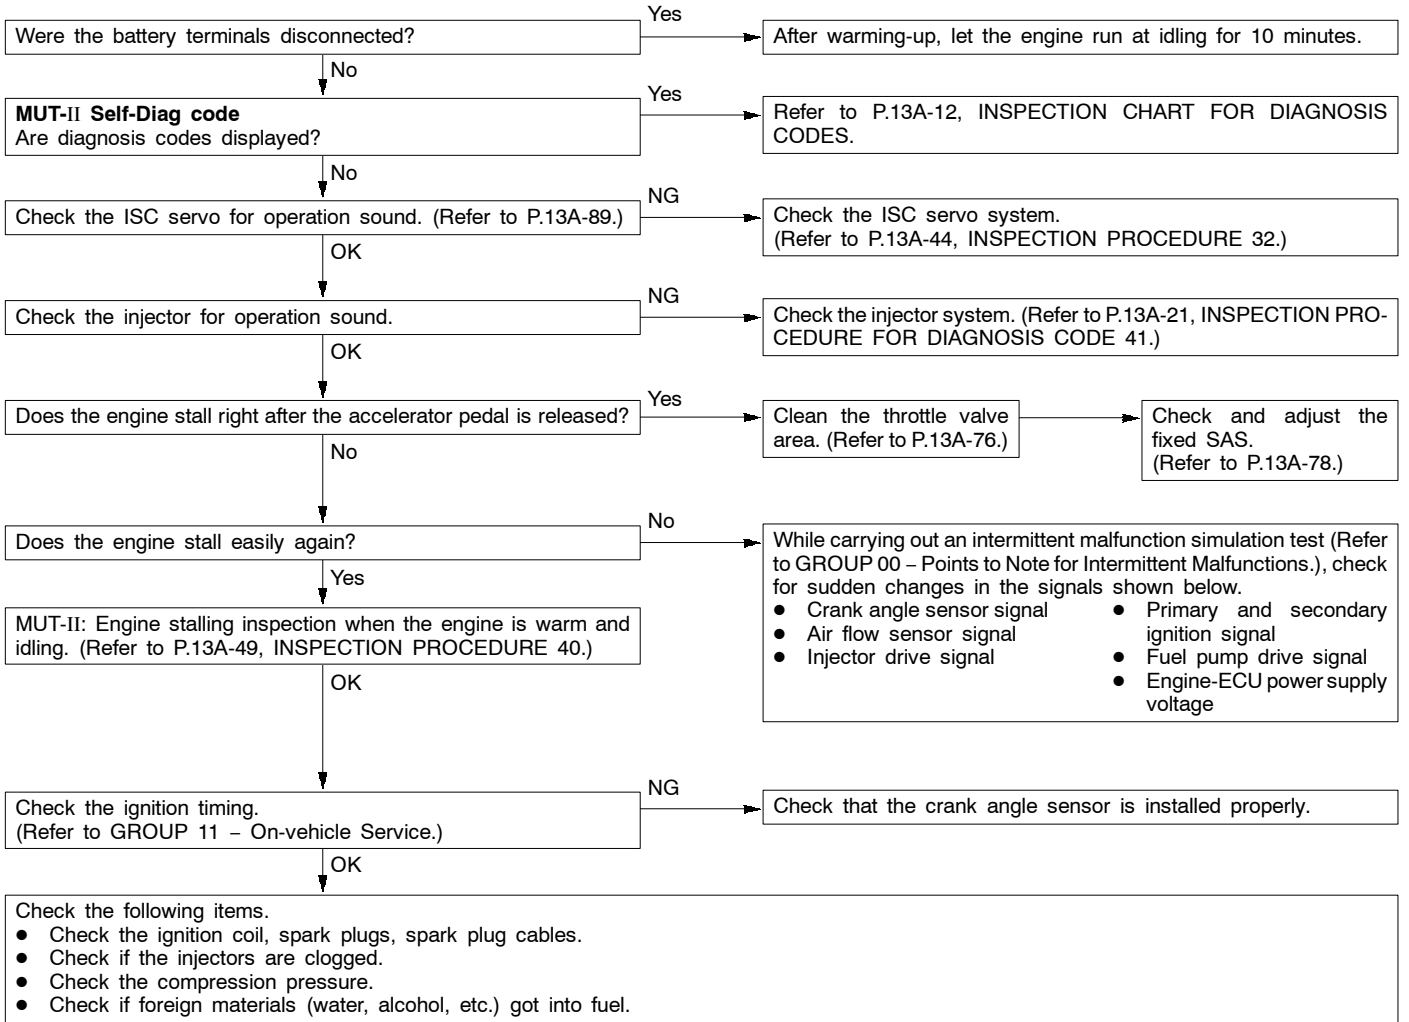 Were the battery terminals disconnected?
Yes
After warming-up, let the engine run at idling for 10 minutes.
No
MUT-II Self-Diag code
Are diagnosis codes displayed?
Yes
Refer to P.13A-12, INSPECTION CHART FOR DIAGNOSIS
CODES.
No
Check the ISC servo for operation sound. (Refer to P.13A-89.)
NG
Check the ISC servo system.
(Refer to P.13A-44, INSPECTION PROCEDURE 32.)
OK
Check the injector for operation sound.
NG
Check the injector system. (Refer to P.13A-21, INSPECTION PRO-
CEDURE FOR DIAGNOSIS CODE 41.)
OK
Does the engine stall right after the accelerator pedal is released?
Yes
Clean the throttle valve
area. (Refer to P.13A-76.)
Check and adjust the
fixed SAS.
(Refer to P.13A-78.)
No
Does the engine stall easily again?
No
While carrying out an intermittent malfunction simulation test (Refer
to GROUP 00 – Points to Note for Intermittent Malfunctions.), check
for sudden changes in the signals shown below.
● Crank angle sensor signal
● Air flow sensor signal
● Injector drive signal
● Primary and secondary
ignition signal
● Fuel pump drive signal
● Engine-ECU power supply
voltage
Yes
MUT-II: Engine stalling inspection when the engine is warm and
idling. (Refer to P.13A-49, INSPECTION PROCEDURE 40.)
OK
Check the ignition timing.
(Refer to GROUP 11 – On-vehicle Service.)
NG
Check that the crank angle sensor is installed properly.
OK
Check the following items.
● Check the ignition coil, spark plugs, spark plug cables.
● Check if the injectors are clogged.
● Check the compression pressure.
● Check if foreign materials (water, alcohol, etc.) got into fuel.